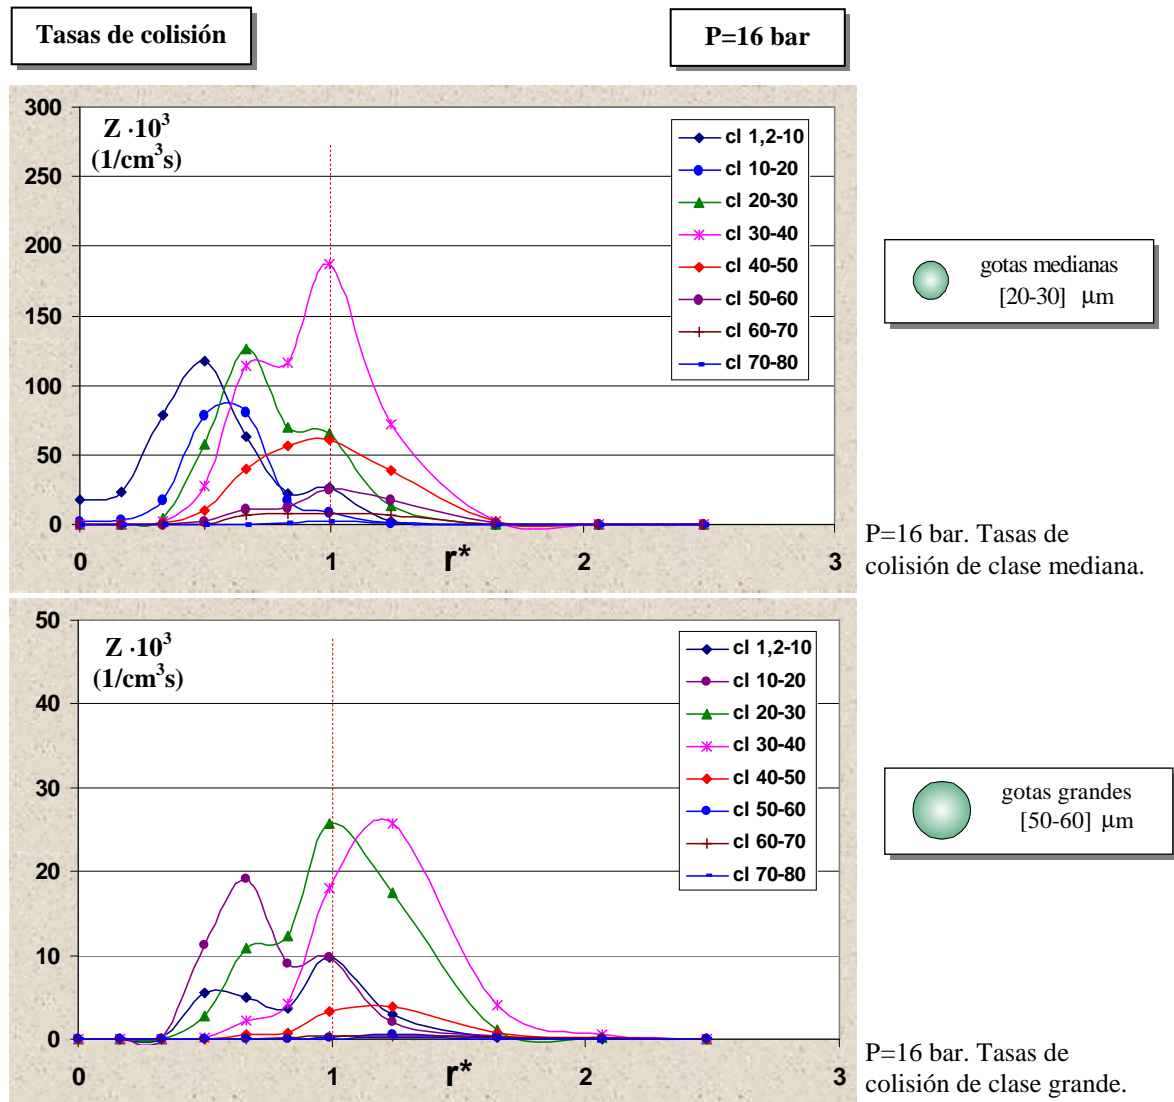 Tasas de colisión
P=16 bar
300
250
200
150
100
50
0
Z ·10³
(1/cm³s)
cl 1,2-10
cl 10-20
cl 20-30
cl 30-40
cl 40-50
cl 50-60
cl 60-70
cl 70-80
0
1
r*
2
3
gotas medianas
[20-30] μm
P=16 bar. Tasas de
colisión de clase mediana.
50
40
30
20
10
0
Z ·10³
(1/cm³s)
cl 1,2-10
cl 10-20
cl 20-30
cl 30-40
cl 40-50
cl 50-60
cl 60-70
cl 70-80
0
1
r*
2
3
gotas grandes
[50-60] μm
P=16 bar. Tasas de
colisión de clase grande.